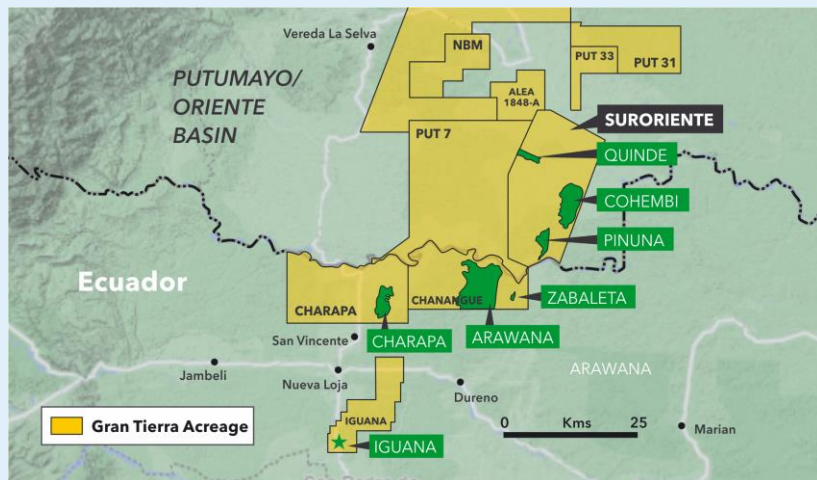 Vereda La Selva
NBM
PUT 33
PUT 31
PUTUMAYO/
ORIENTE
BASIN
ALEA
1848-A
SURORIENTE
PUT 7
QUINDE
COHEMBI
PINUNA
Ecuador
ZABALETA
CHARAPA
CHANANGUE
San Vincente
CHARAPA
ARAWANA
Jambeli
Nueva Loja
Dureno
ARAWANA
IGUANA
0 Kms 25
Gran Tierra Acreage
Marian
IGUANA